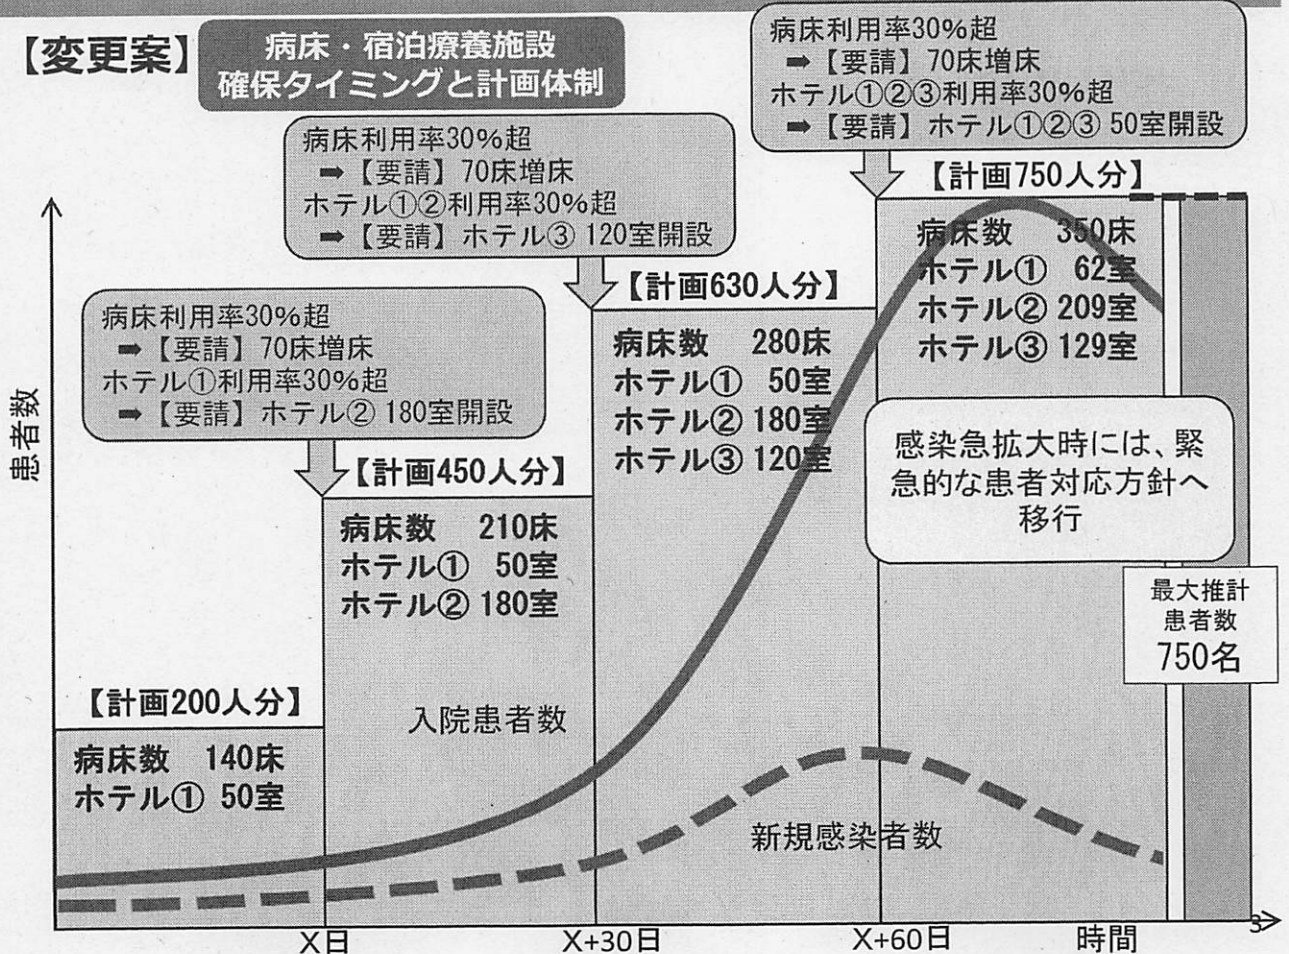 【変更案】
病床・宿泊療養施設
確保タイミングと計画体制
病床利用率30%超
➡【要請】70床増床
ホテル①②③利用率30%超
➡【要請】ホテル①②③ 50室開設
病床利用率30%超
➡【要請】70床増床
ホテル①②利用率30%超
➡【要請】ホテル③ 120室開設
病床利用率30%超
➡【要請】70床増床
ホテル①利用率30%超
➡【要請】ホテル② 180室開設
患者数
【計画200人分】
病床数 140床
ホテル① 50室
【計画450人分】
病床数 210床
ホテル① 50室
ホテル② 180室
【計画630人分】
病床数 280床
ホテル① 50室
ホテル② 180室
ホテル③ 120室
【計画750人分】
病床数 350床
ホテル① 62室
ホテル② 209室
ホテル③ 129室
感染急拡大時には、緊
急的な患者対応方針へ
移行
最大推計
患者数
750名
入院患者数
新規感染者数
X日
X+30日
X+60日
時間
3